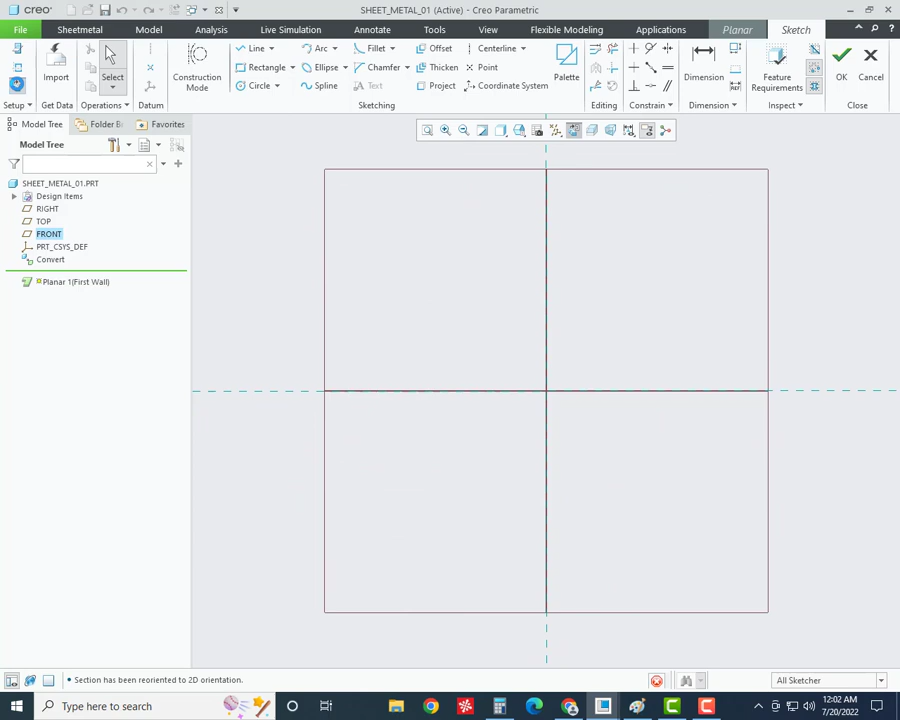 creo
SHEET_METAL_01 (Active) - Creo Parametric
File
Sheetmetal
Model
Analysis
Live Simulation
Annotate
Tools
View
Flexible Modeling
Applications
Planar
Sketch
Line
Arc
Fillet
Offset
Centerline
Rectangle
Ellipse
Chamfer
Thicken
Point
Circle
Spline
Text
Project
Coordinate System
Import
Select
Construction Mode
Palette
Dimension
Feature Requirements
OK
Cancel
Setup
Get Data
Operations
Datum
Sketching
Editing
Constrain
Dimension
Inspect
Close
Model Tree
Folder B
Favorites
Model Tree
SHEET_METAL_01.PRT
Design Items
RIGHT
TOP
FRONT
PRT_CSYS_DEF
Convert
Planar 1(First Wall)
• Section has been reoriented to 2D orientation.
All Sketcher
Type here to search
12:02 AM
7/20/2022